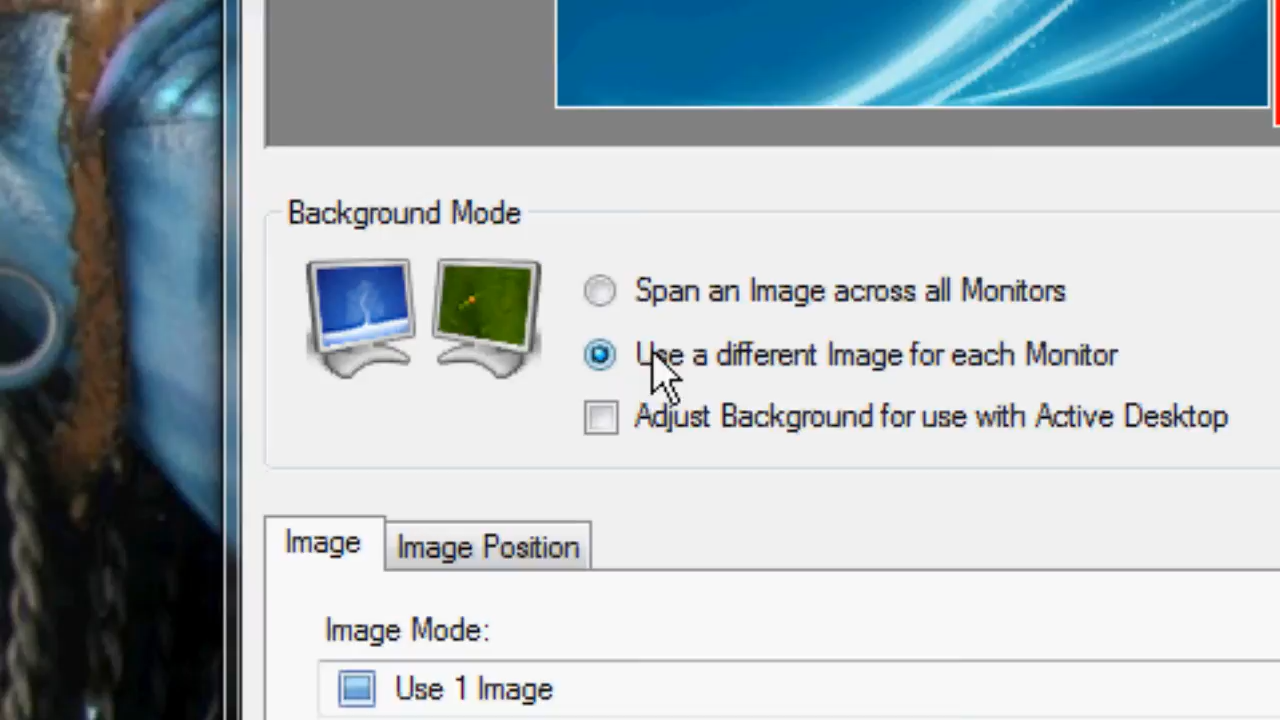 Background Mode
Span an Image across all Monitors
Use a different Image for each Monitor
Adjust Background for use with Active Desktop
Image
Image Position
Image Mode:
Use 1 Image